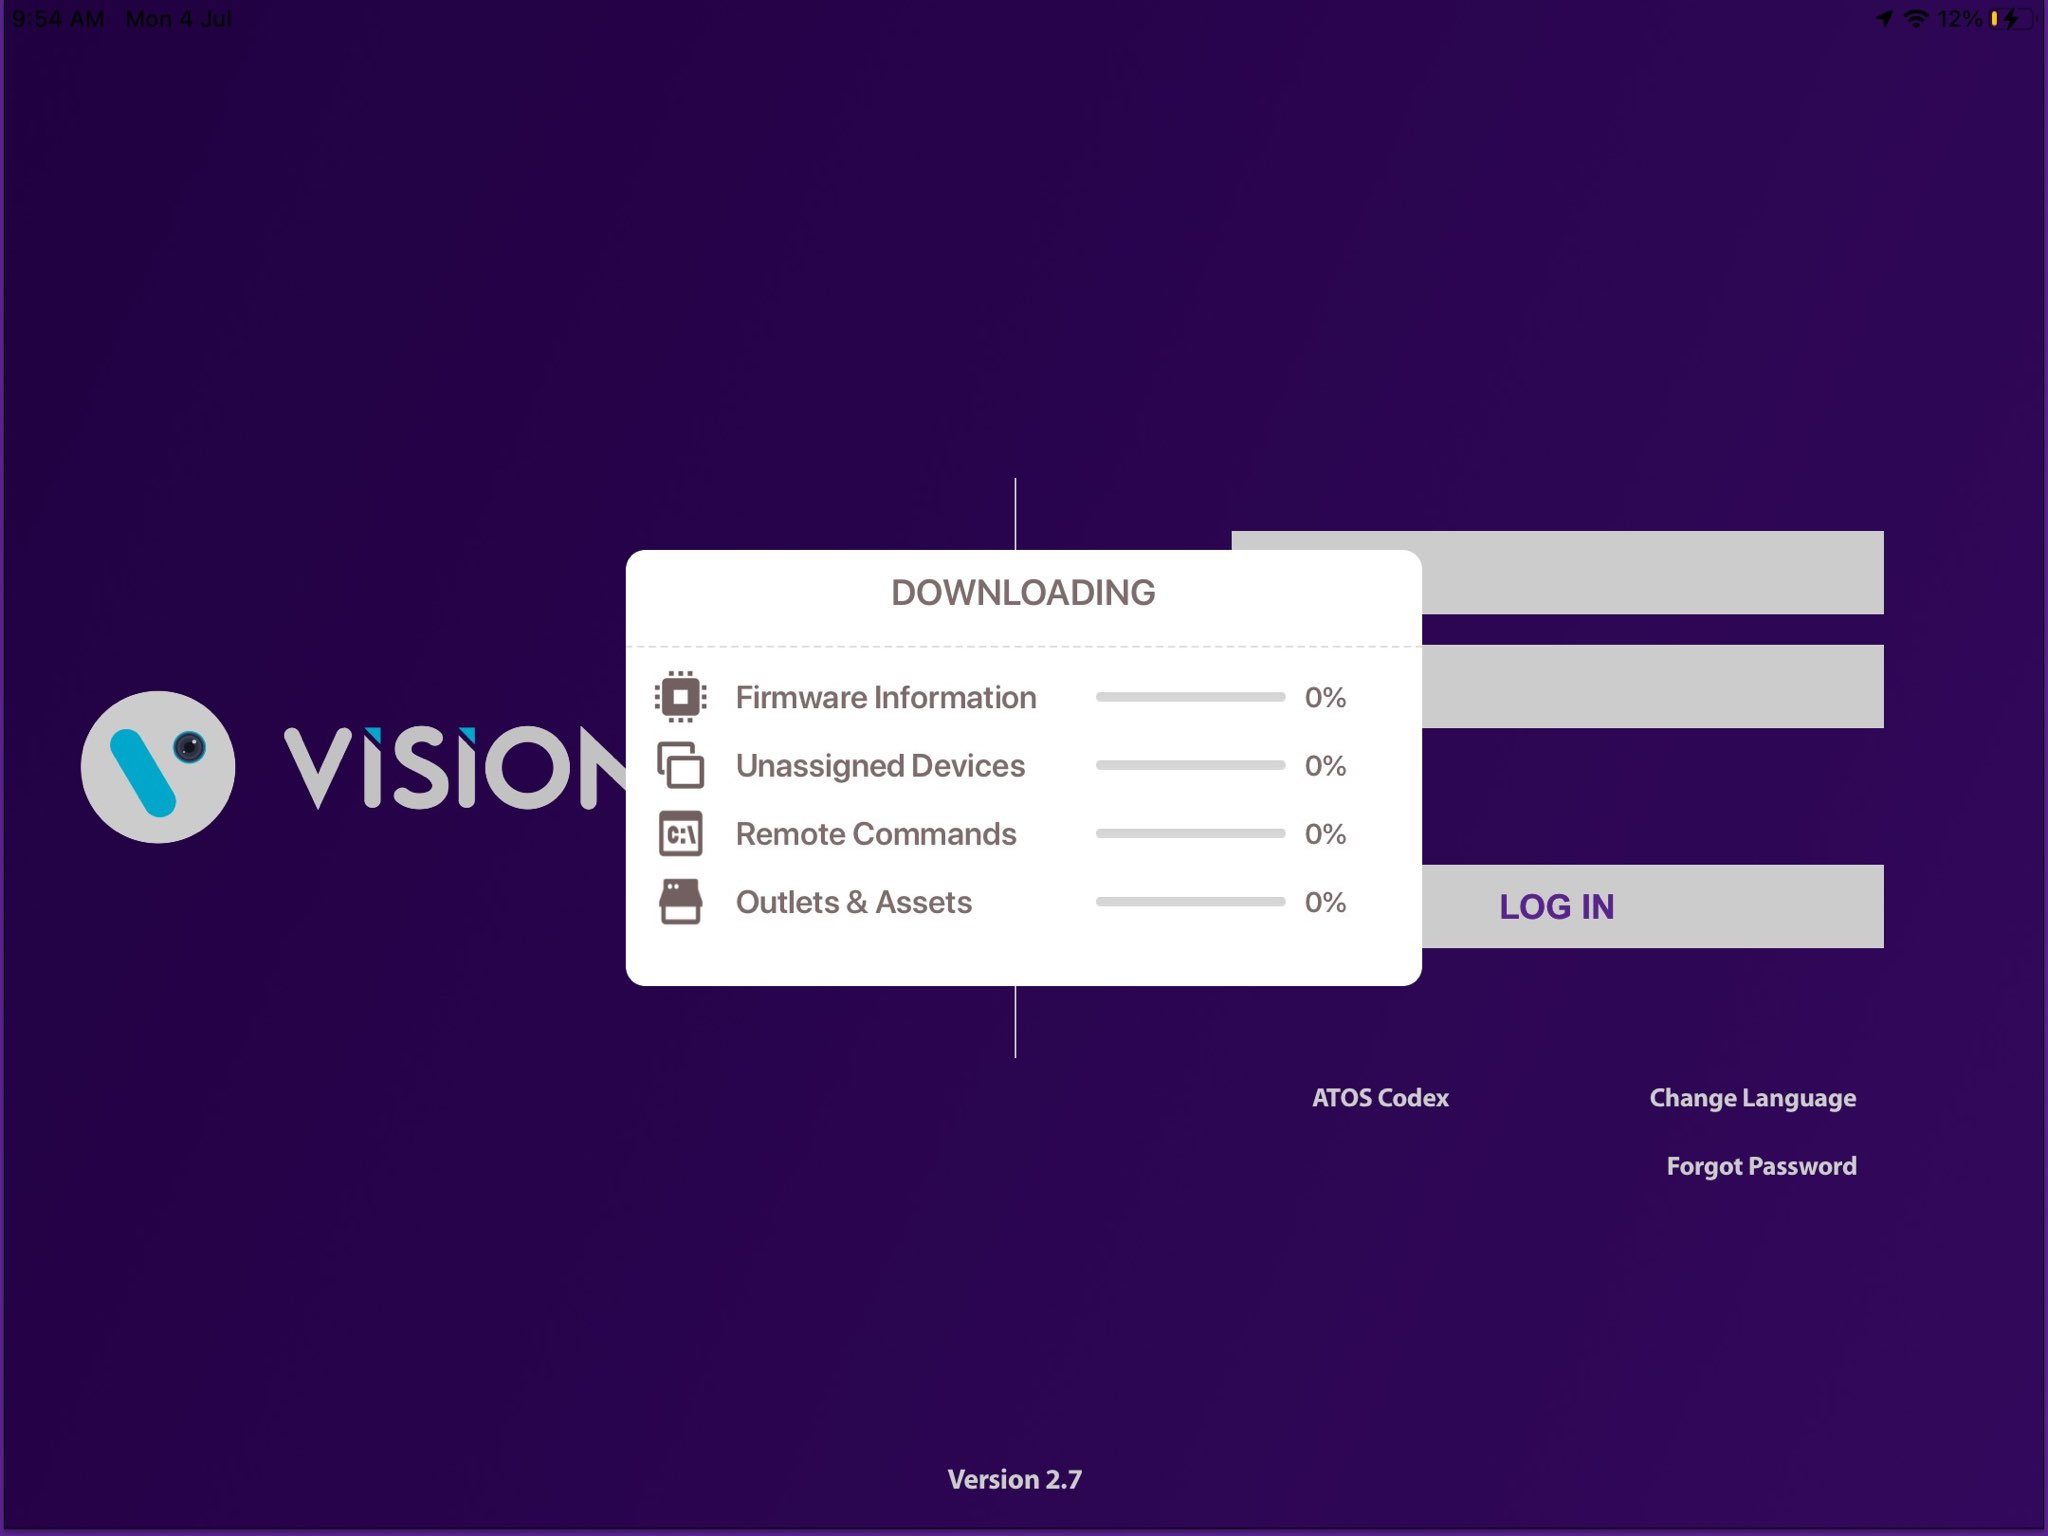 9:54 AM Mon 4 Jul
12%
VISION
DOWNLOADING
Firmware Information 0%
Unassigned Devices 0%
C:\ Remote Commands 0%
Outlets & Assets 0%
LOG IN
ATOS Codex
Change Language
Forgot Password
Version 2.7